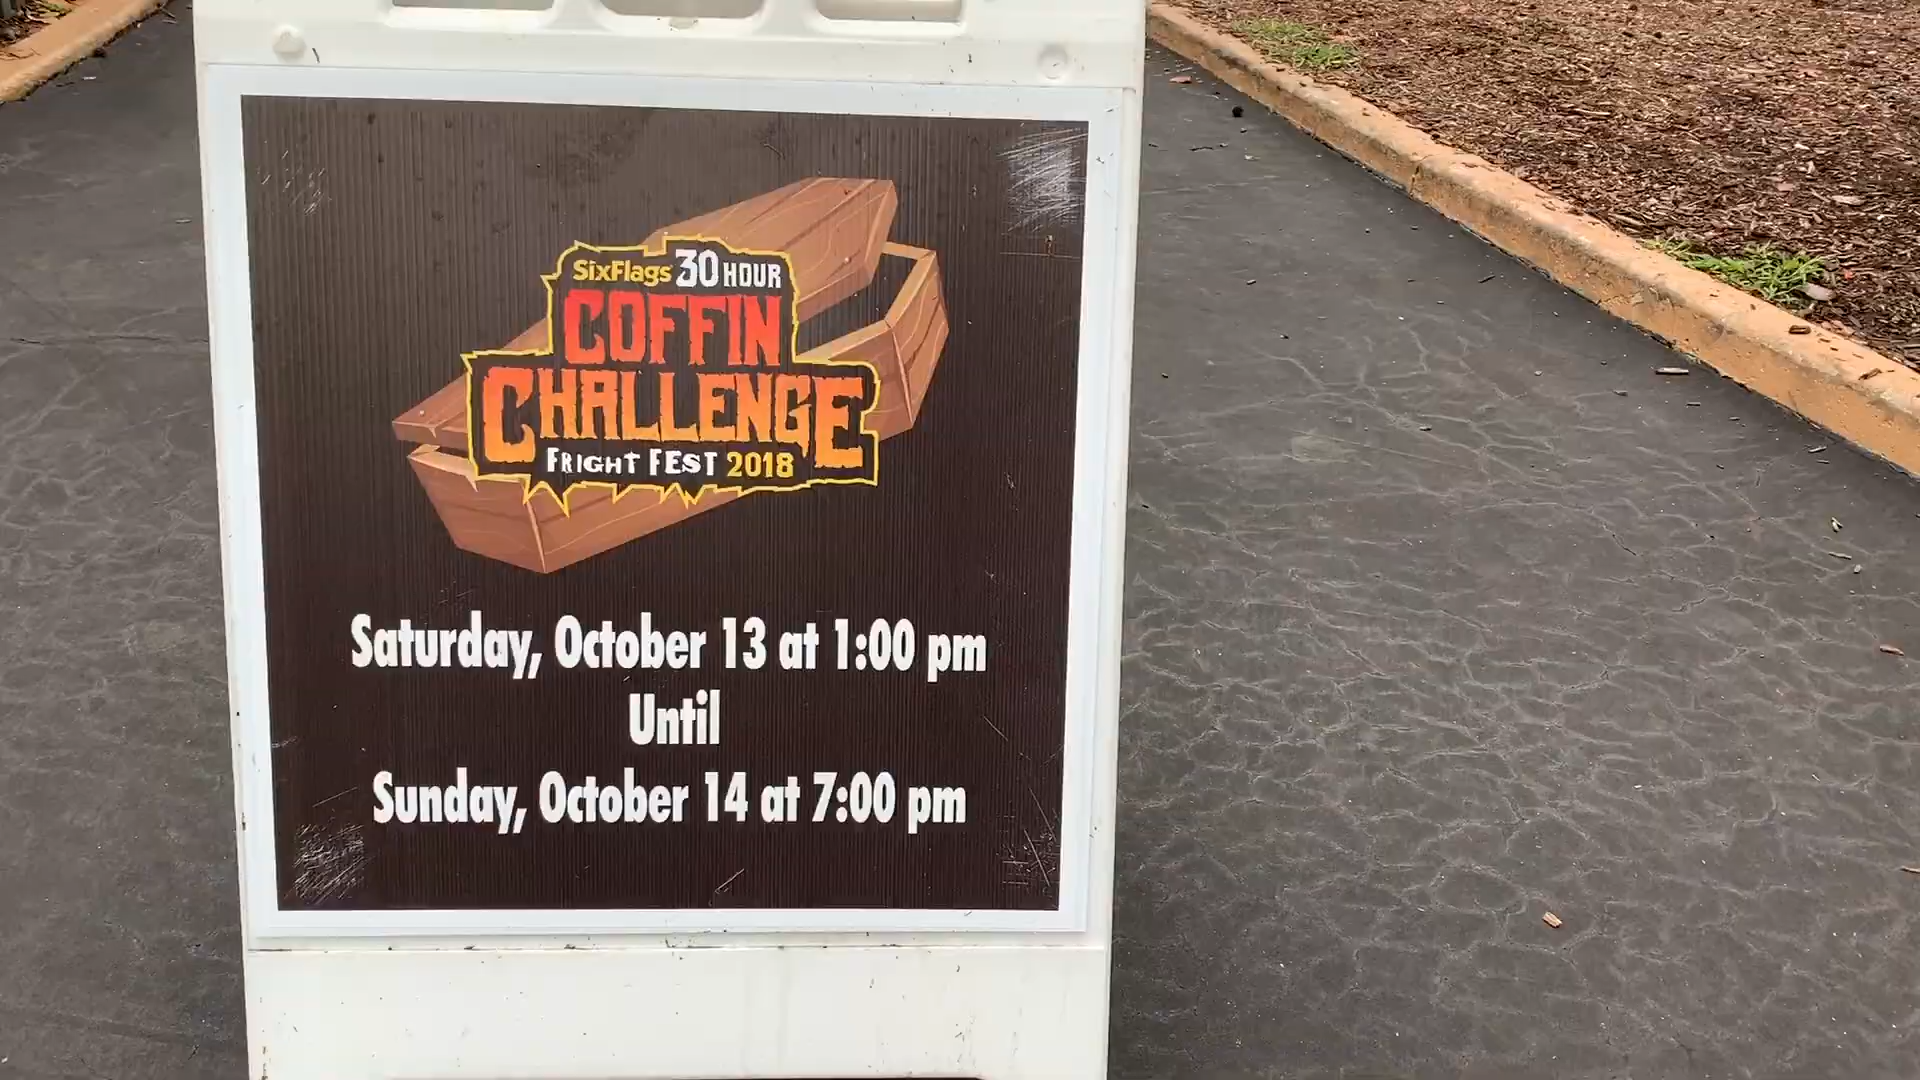 SixFlags 30 HOUR
COFFIN
CHALLENGE
FRIGHT FEST 2018
Saturday, October 13 at 1:00 pm
Until
Sunday, October 14 at 7:00 pm